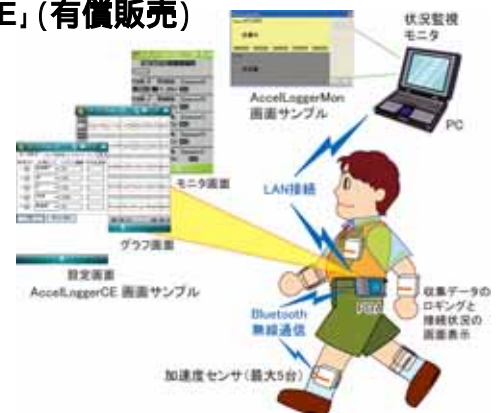 E」(有償販売)
状況監視
モニタ
PC
AccelLoggerMon
画面サンプル
LAN接続
モニタ画面
グラフ画面
設定画面
AccelLoggerCE 画面サンプル
Bluetooth
無線通信
PDA
収集データの
ロギングと
接続状況の
画面表示
加速度センサ(最大5台)